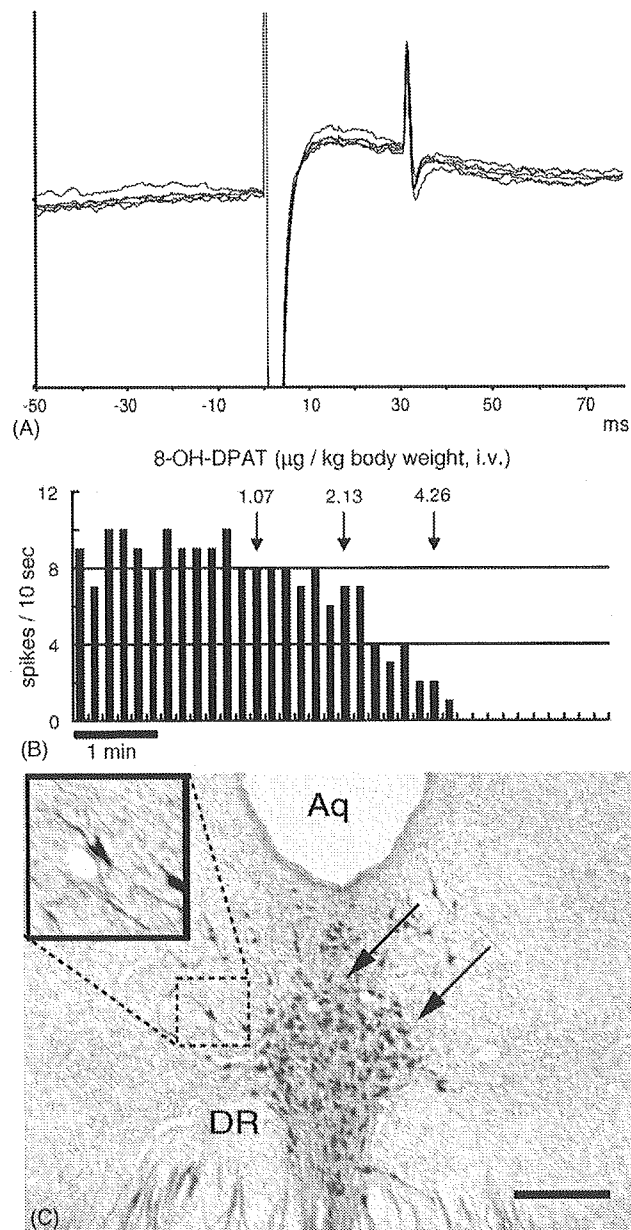 -50
-30
-10
10
30
50
70
ms
(A)
8-OH-DPAT (µg / kg body weight, i.v.)
1.07
2.13
4.26
12
8
4
0
spikes / 10 sec
(B)
1 min
Aq
DR
(C)